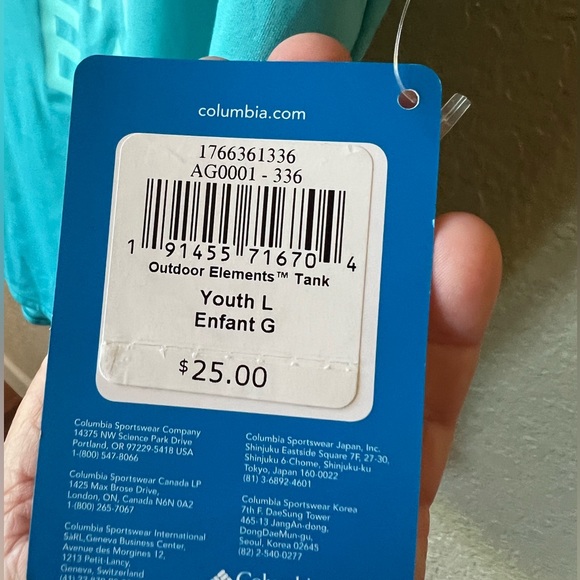 columbia.com
1766361336
AG0001 - 336
1 91455 71670 4
Outdoor Elements™ Tank
Youth L
Enfant G
$25.00
Columbia Sportswear Company
14375 NW Science Park Drive
Portland, OR 97229-5418 USA
1-(800) 547-8066
Columbia Sportswear Canada LP
1425 Max Brose Drive,
London, ON, Canada N6N 0A2
1-(800) 265-7067
Columbia Sportswear International
SàRL, Geneva Business Center,
Avenue des Morgines 12,
1213 Petit-Lancy,
Geneva, Switzerland
Columbia Sportswear Japan, Inc.
Shinjuku Eastside Square 7F, 27-30,
Shinjuku 6-Chome, Shinjuku-ku
Tokyo, Japan 160-0022
(81) 3-6892-4601
Columbia Sportswear Korea
7th F. DaeSung Tower
465-13 JangAn-dong,
DongDaeMun-gu,
Seoul, Korea 02645
(82) 2-540-0277
Columbia